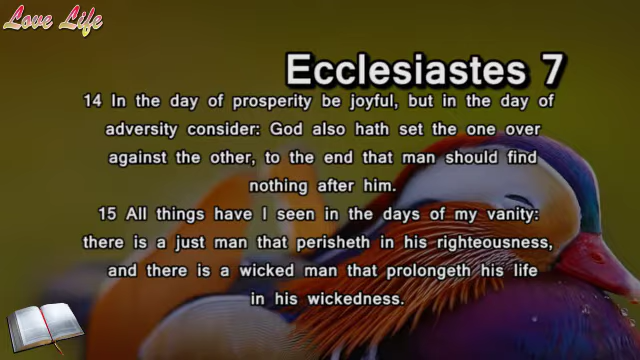 Love Life
Ecclesiastes 7
14 In the day of prosperity be joyful, but in the day of
adversity consider: God also hath set the one over
against the other, to the end that man should find
nothing after him.
15 All things have I seen in the days of my vanity:
there is a just man that perisheth in his righteousness,
and there is a wicked man that prolongeth his life
in his wickedness.